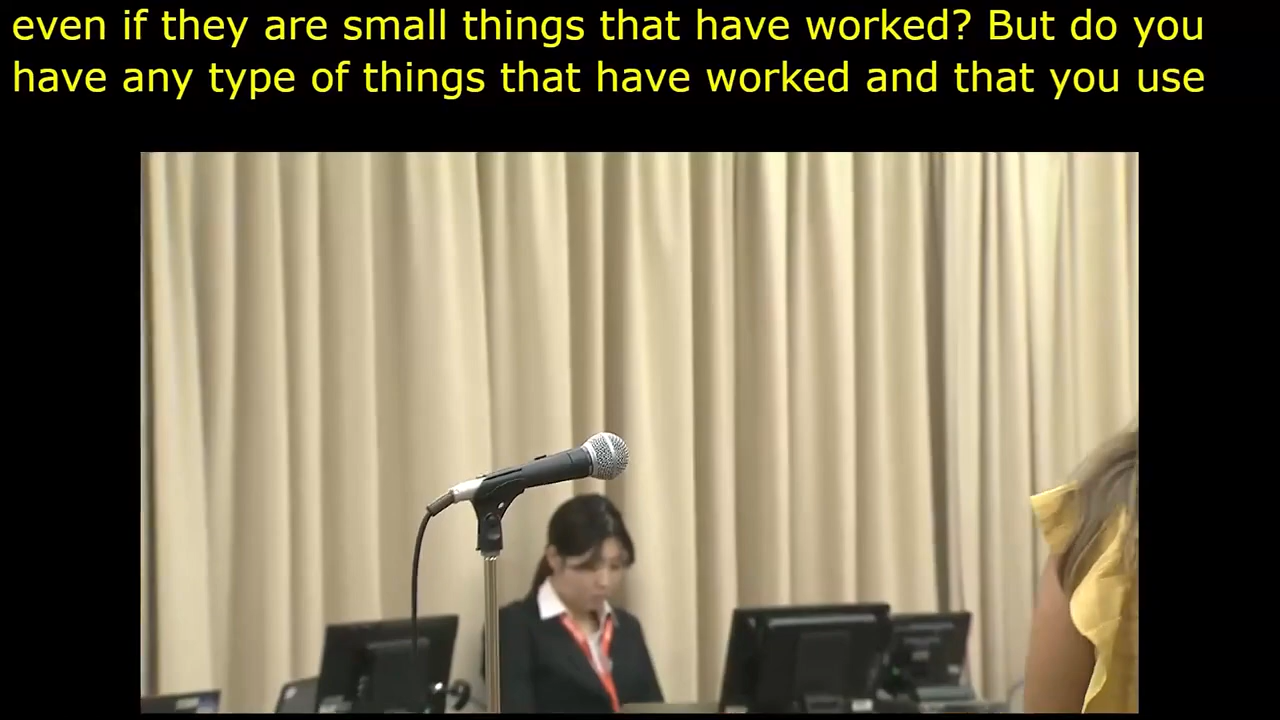 even if they are small things that have worked? But do you
have any type of things that have worked and that you use